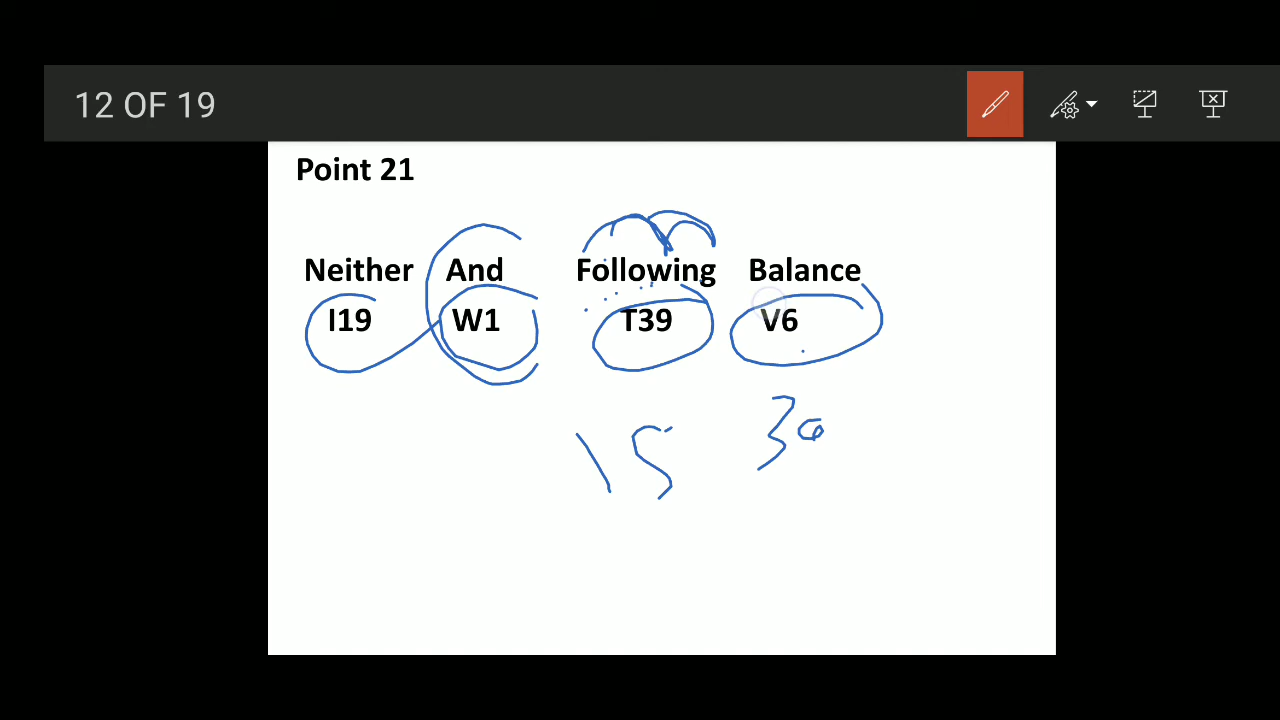 12 OF 19
Point 21
Neither And Following Balance
I19 W1 T39 V6
15 30